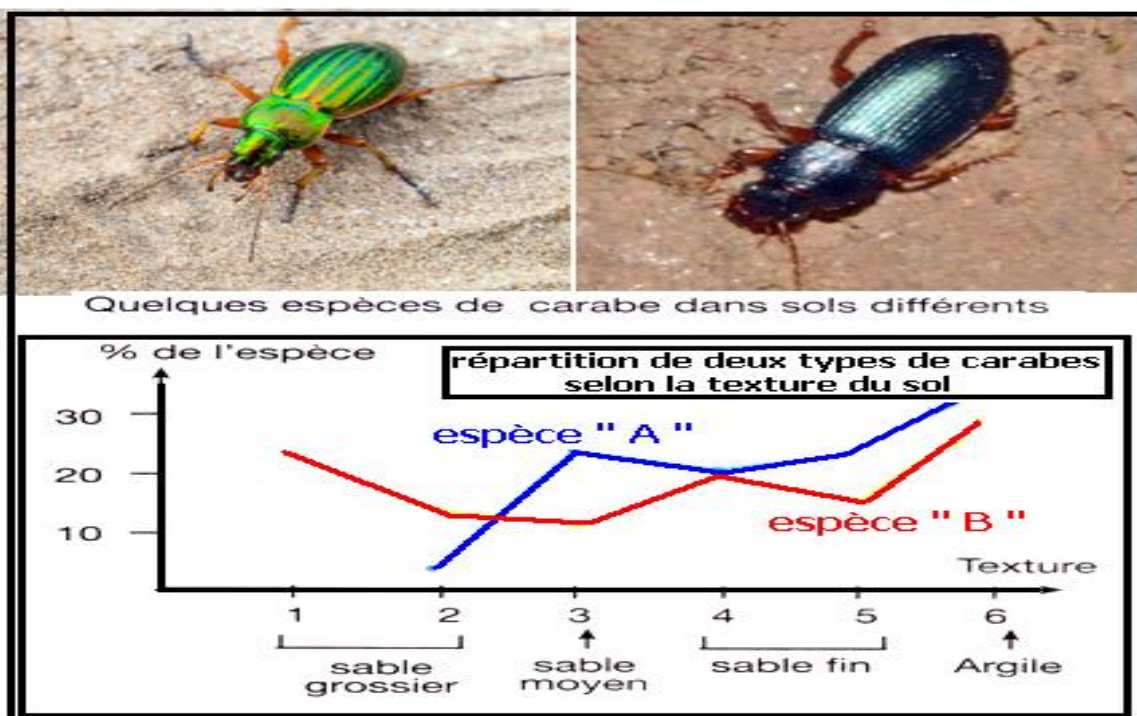 Quelques espèces de carabe dans sols différents
% de l'espèce
répartition de deux types de carabes
selon la texture du sol
30
20
10
espèce " A "
espèce " B "
Texture
1 2 3 4 5 6
sable
grossier
sable
moyen
sable fin
Argile